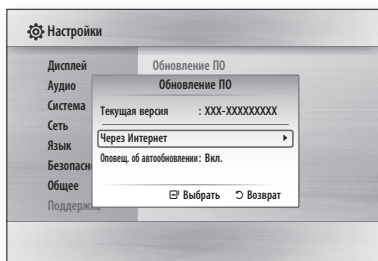 Настройки
Дисплей
Обновление ПО
Аудио
Обновление ПО
Система
Текущая версия : XXX-XXXXXXXXX
Сеть
Через Интернет
Язык
Оповещ. об автообновлении: Вкл.
Безопасн
Общее
Выбрать Возврат
Поддерж